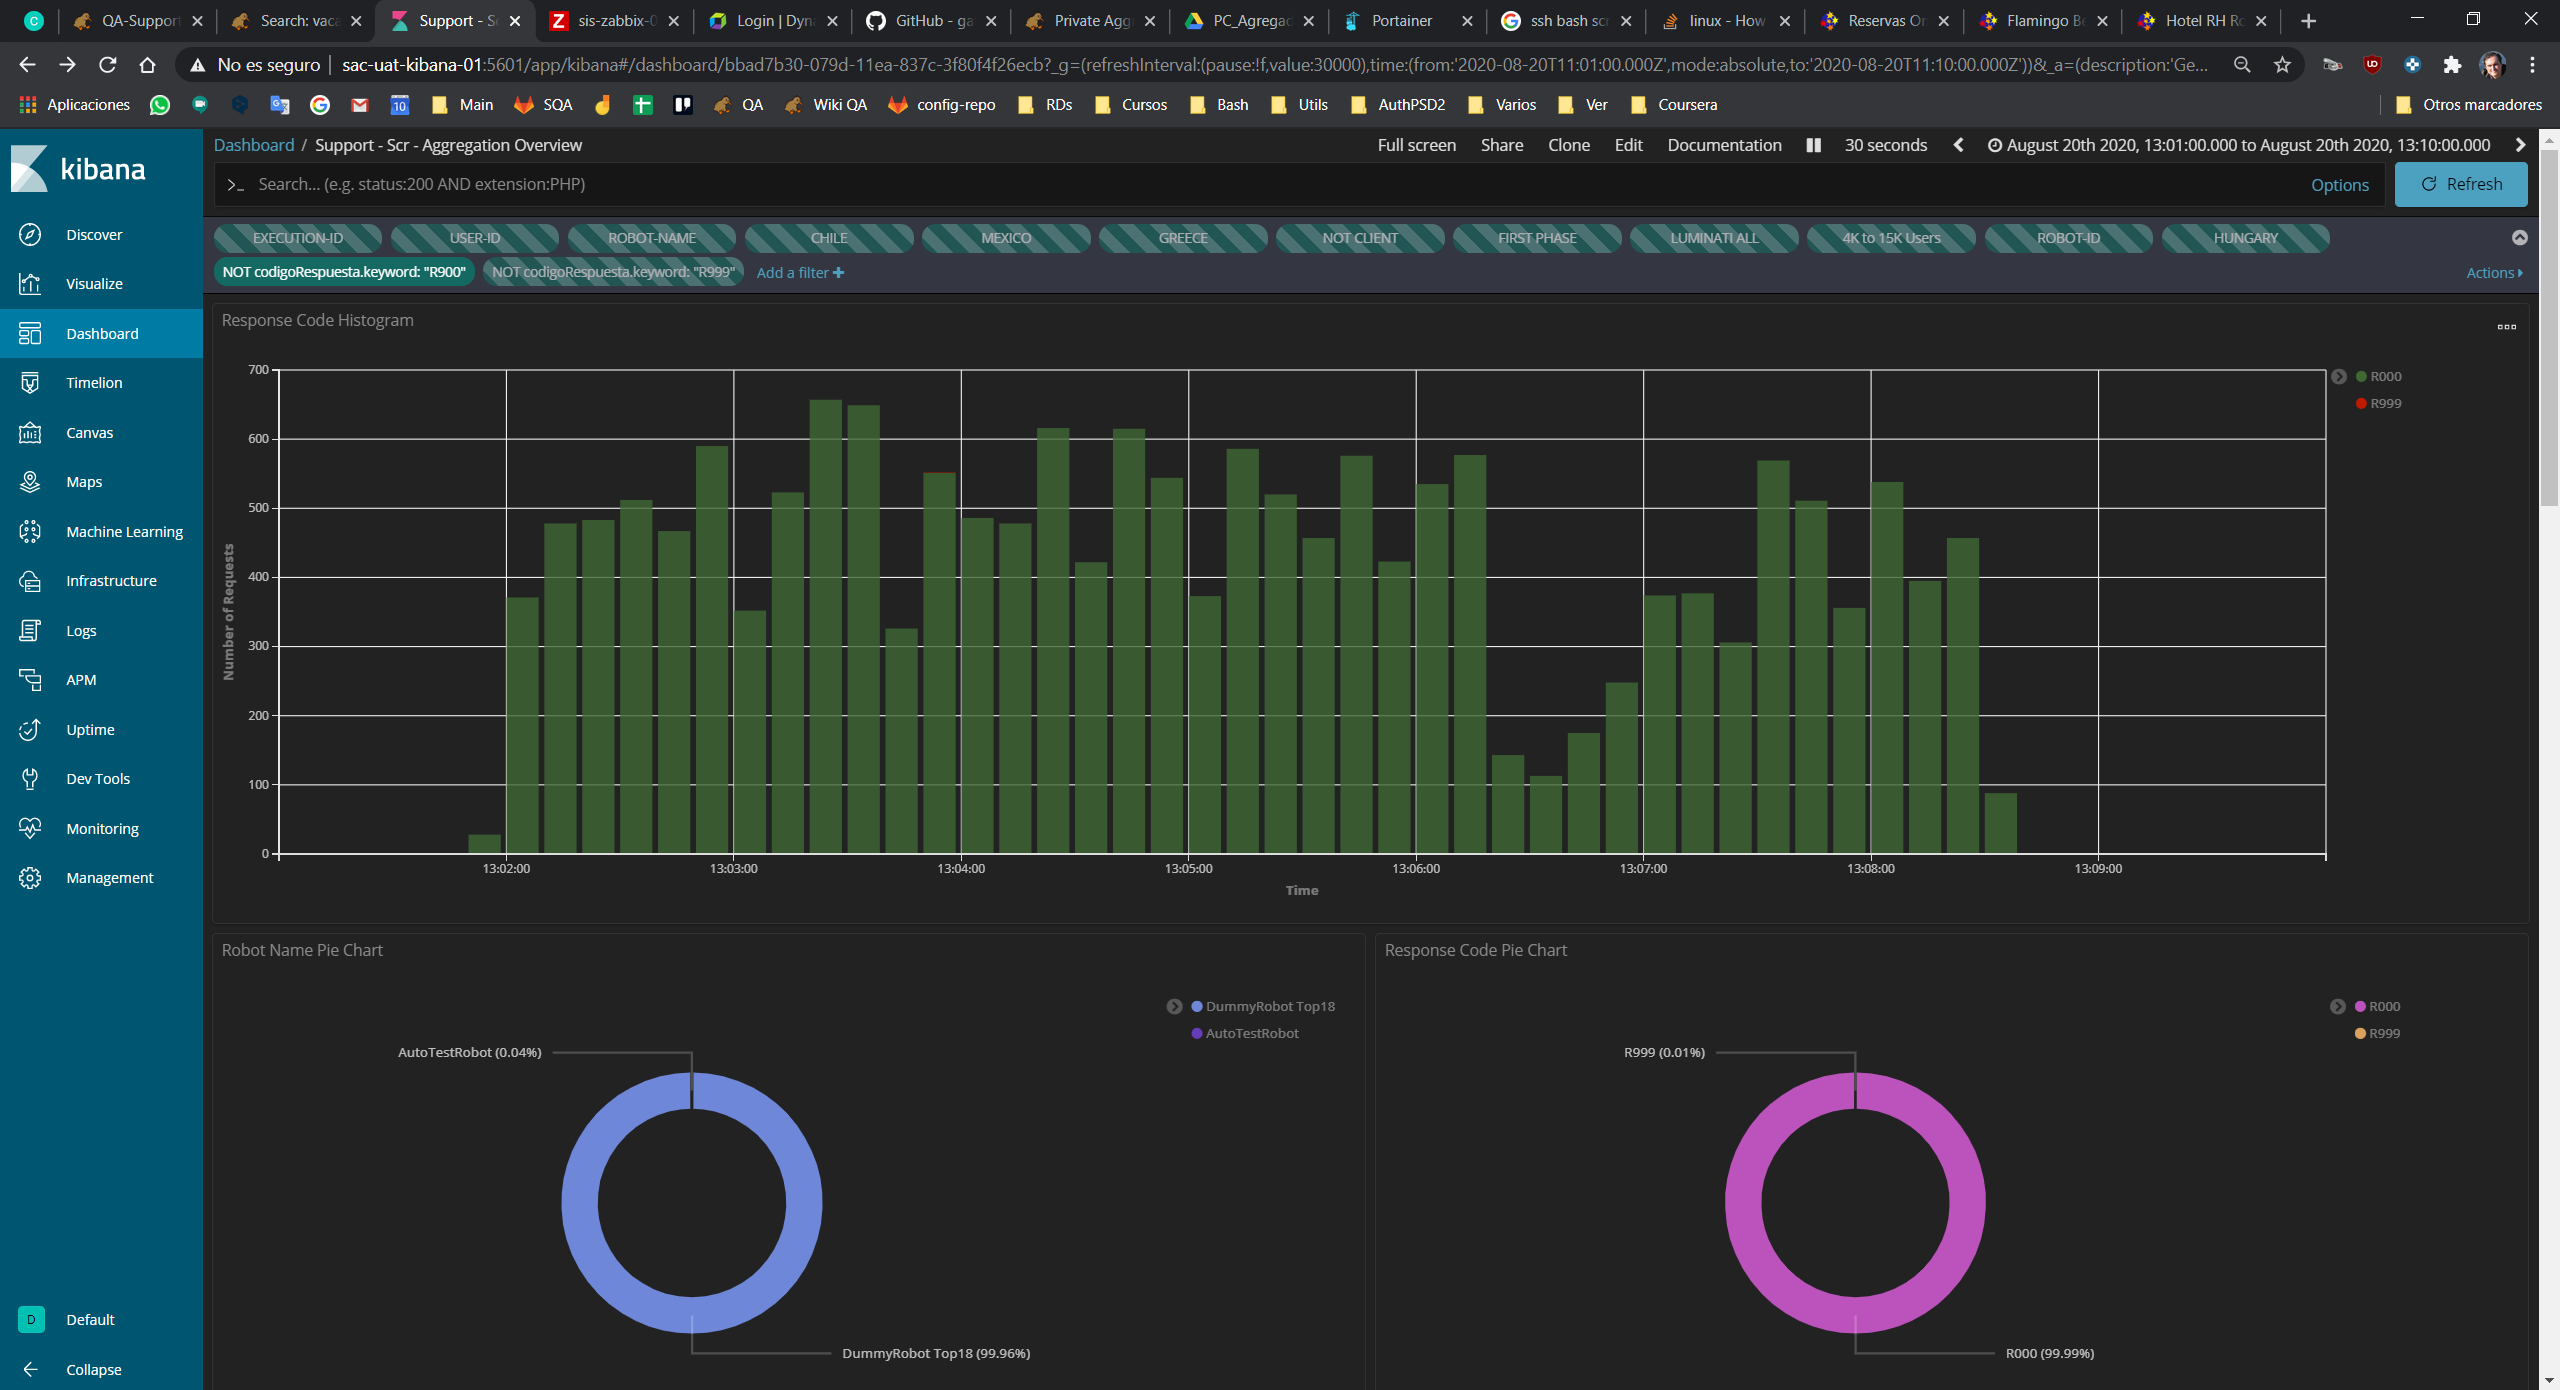 QA-Support
Search: vaca
Support - Sc
sis-zabbix-0
Login | Dyna
GitHub - ga
Private Agg
PC_Agregac
Portainer
ssh bash scr
linux - How
Reservas On
Flamingo Be
Hotel RH Ro
No es seguro | sac-uat-kibana-01:5601/app/kibana#/dashboard/bbad7b30-079d-11ea-837c-3f80f4f26ecb?_g=(refreshInterval:(pause:!f,value:30000),time:(from:'2020-08-20T11:01:00.000Z',mode:absolute,to:'2020-08-20T11:10:00.000Z'))&_a=(description:'Ge...
Aplicaciones
10
Main
SQA
QA
Wiki QA
config-repo
RDs
Cursos
Bash
Utils
AuthPSD2
Varios
Ver
Coursera
Otros marcadores
kibana
Discover
Visualize
Dashboard
Timelion
Canvas
Maps
Machine Learning
Infrastructure
Logs
APM
Uptime
Dev Tools
Monitoring
Management
D Default
Collapse
Dashboard / Support - Scr - Aggregation Overview
Full screen Share Clone Edit Documentation 30 seconds August 20th 2020, 13:01:00.000 to August 20th 2020, 13:10:00.000
>_ Search... (e.g. status:200 AND extension:PHP)
Options
Refresh
EXECUTION-ID USER-ID ROBOT-NAME CHILE MEXICO GREECE NOT CLIENT FIRST PHASE LUMINATI ALL 4K to 15K Users ROBOT-ID HUNGARY
NOT codigoRespuesta.keyword: "R900" NOT codigoRespuesta.keyword: "R999" Add a filter +
Actions
Response Code Histogram
700
600
500
400
300
200
100
0
Number of Requests
13:02:00 13:03:00 13:04:00 13:05:00 13:06:00 13:07:00 13:08:00 13:09:00
Time
R000
R999
Robot Name Pie Chart
DummyRobot Top18
AutoTestRobot
AutoTestRobot (0.04%)
DummyRobot Top18 (99.96%)
Response Code Pie Chart
R000
R999
R999 (0.01%)
R000 (99.99%)